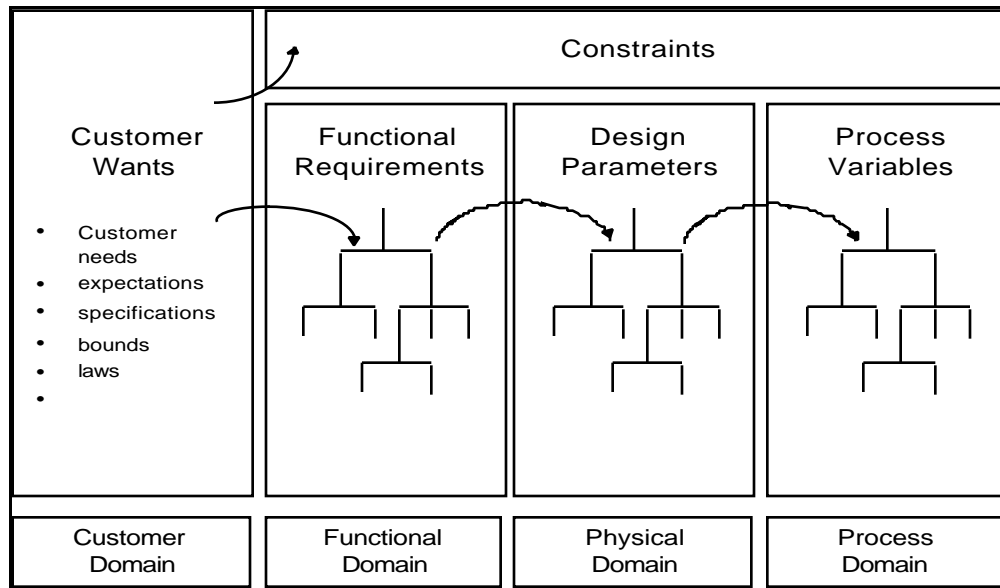 Constraints
Customer
Wants
Functional
Requirements
Design
Parameters
Process
Variables
• Customer
needs
• expectations
• specifications
• bounds
• laws
•
Customer
Domain
Functional
Domain
Physical
Domain
Process
Domain